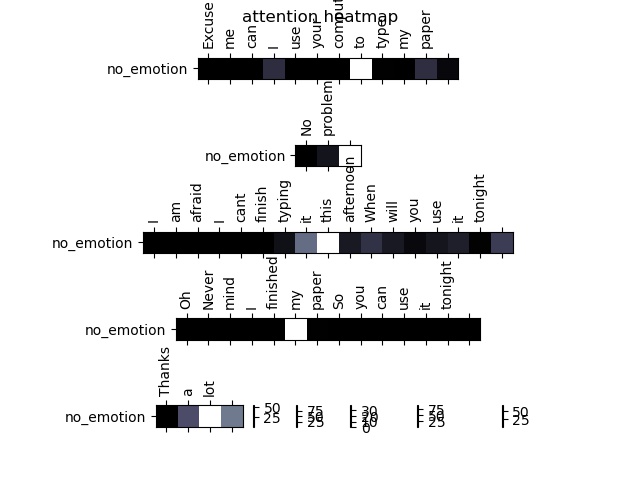 attention heatmap
Excuse me can I use your to type my paper
no_emotion
No problem
no_emotion
I am afraid I cant finish typing it this afternoon When will you use it tonight
no_emotion
Oh Never mind I finished my paper So you can use it tonight
no_emotion
Thanks a lot
no_emotion
50 75 30 75 50
25 50 20 50 25
25 10 25
0